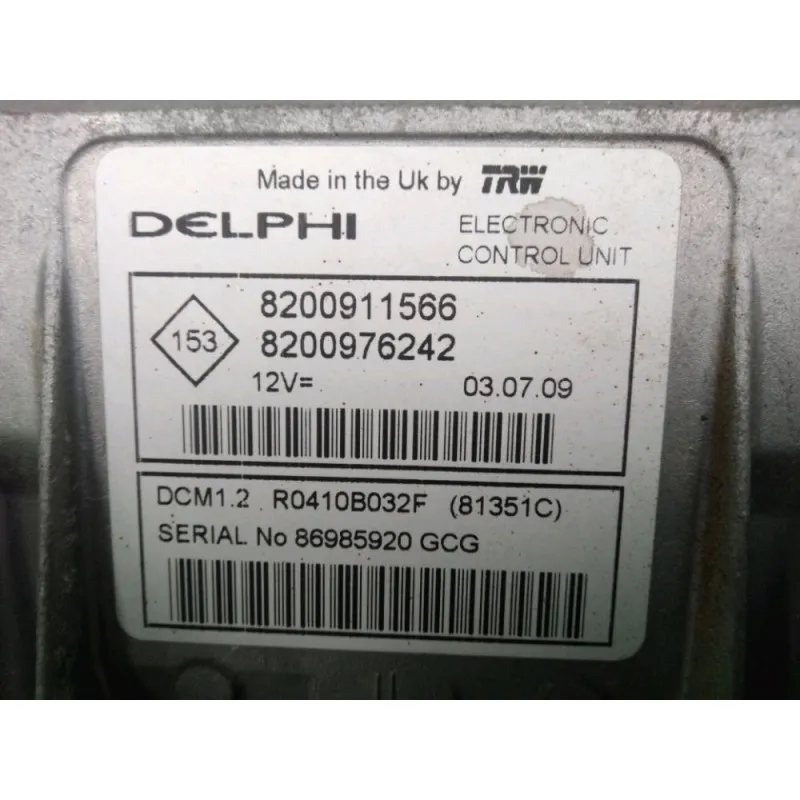 Made in the Uk by TRW
DELPHI
ELECTRONIC
CONTROL UNIT
153
8200911566
8200976242
12V= 03.07.09
DCM1.2 R0410B032F (81351C)
SERIAL No 86985920 GCG